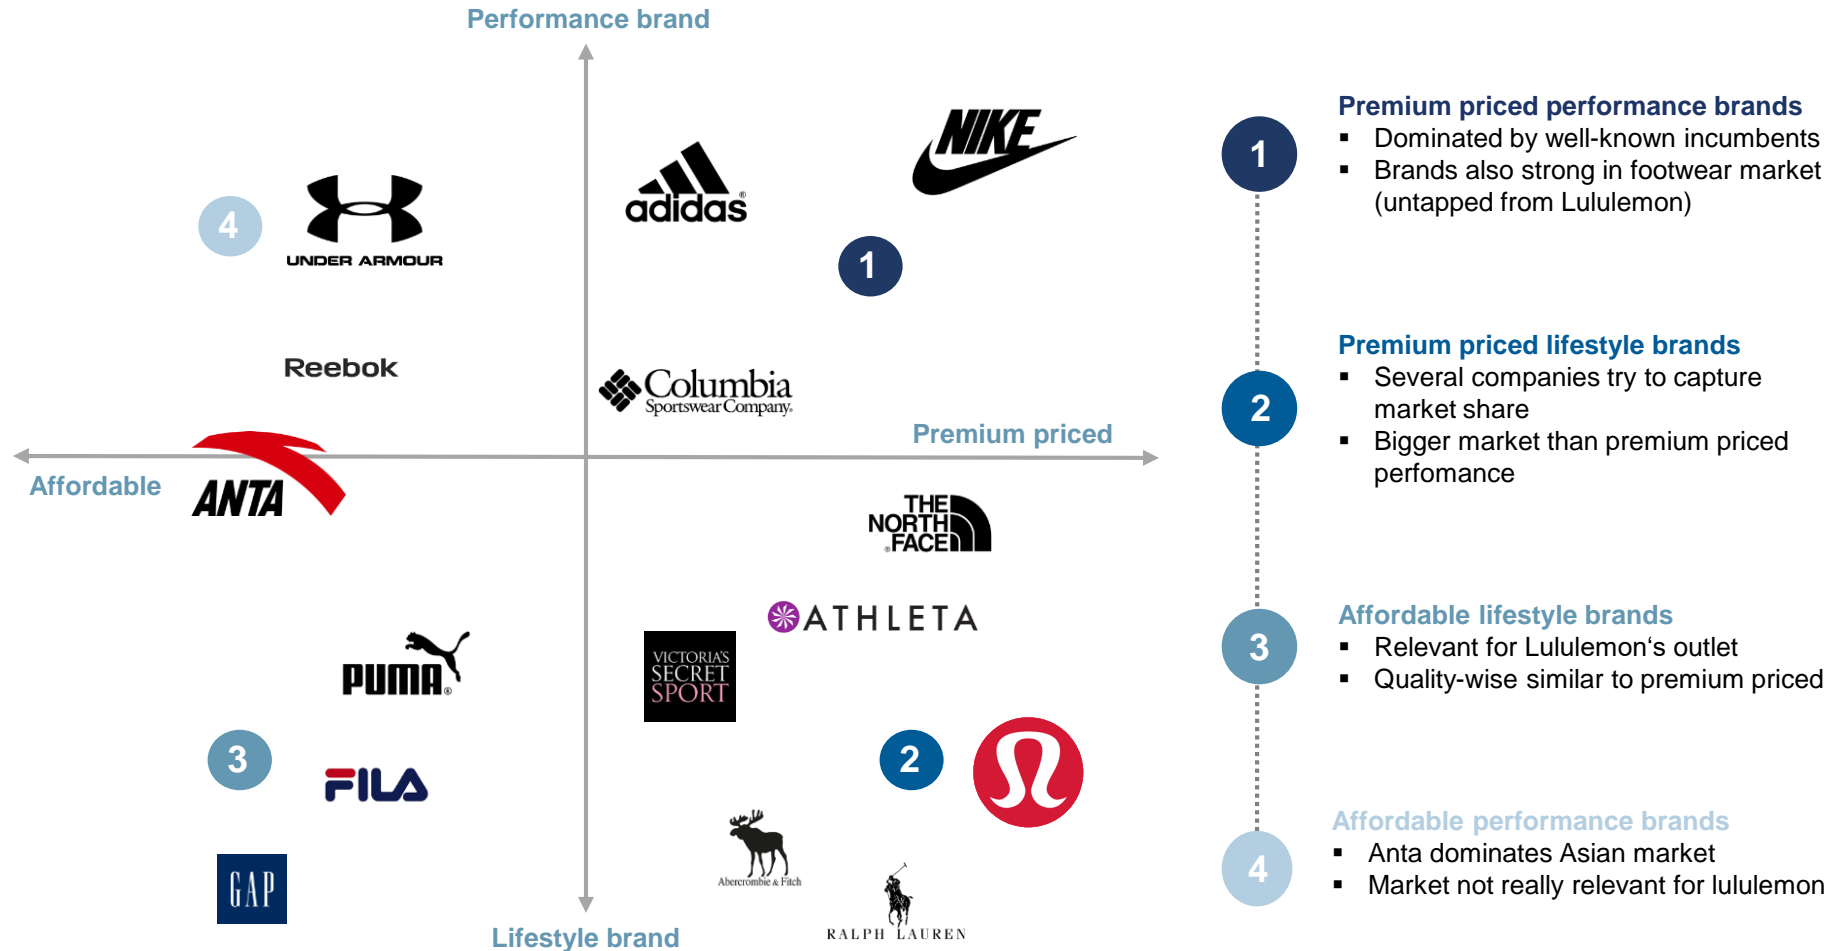 Performance brand
NIKE
adidas®
4
UNDER ARMOUR
1
Reebok
Columbia
Sportswear Company®
Premium priced
Affordable
ANTA
THE
NORTH
®FACE
ATHLETA
PUMA®
VICTORIA'S
SECRET
SPORT
3
2
FILA
Abercrombie & Fitch
GAP
RALPH LAUREN
Lifestyle brand
1
Premium priced performance brands
▪ Dominated by well-known incumbents
▪ Brands also strong in footwear market
(untapped from Lululemon)
2
Premium priced lifestyle brands
▪ Several companies try to capture
market share
▪ Bigger market than premium priced
perfomance
3
Affordable lifestyle brands
▪ Relevant for Lululemon‘s outlet
▪ Quality-wise similar to premium priced
4
Affordable performance brands
▪ Anta dominates Asian market
▪ Market not really relevant for lululemon